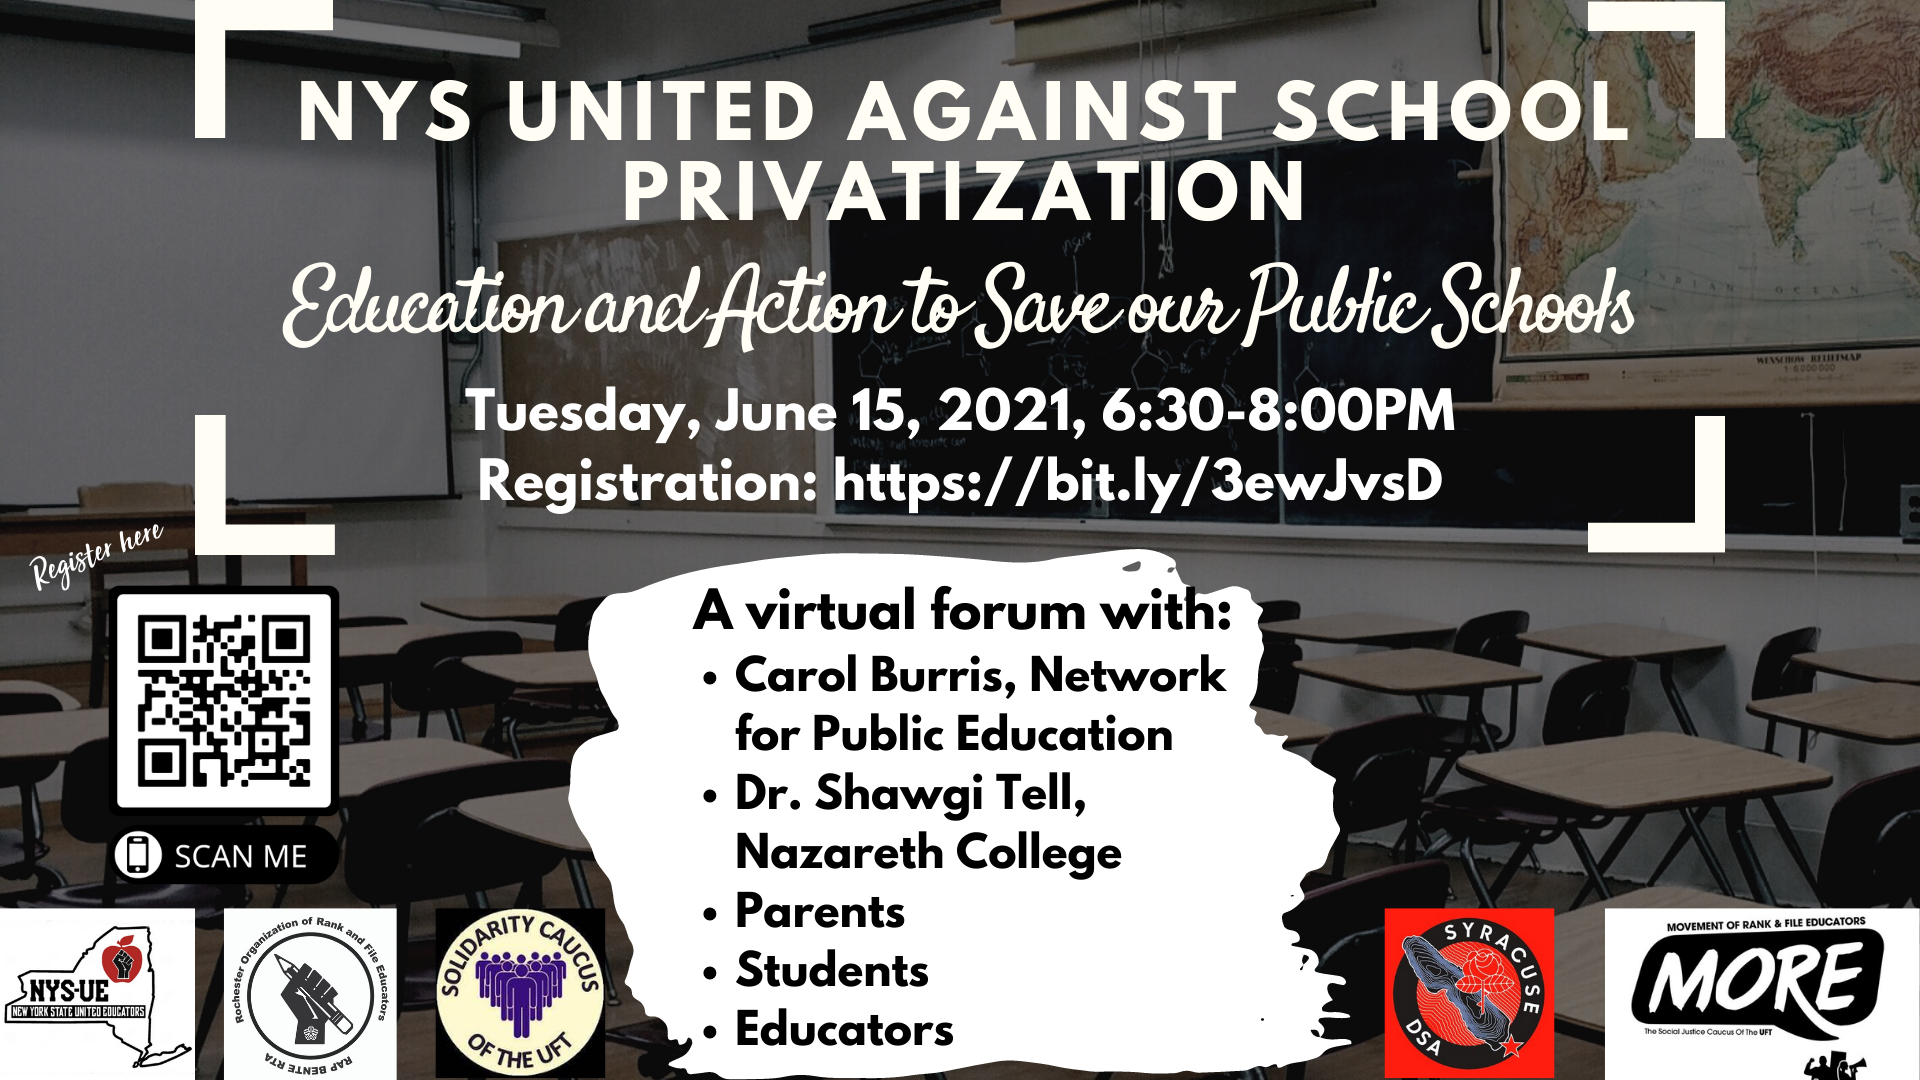 NYS UNITED AGAINST SCHOOL
PRIVATIZATION
Education and Action to Save our Public Schools
Tuesday, June 15, 2021, 6:30-8:00PM
Registration: https://bit.ly/3ewJvsD
Register here
SCAN ME
A virtual forum with:
• Carol Burris, Network
for Public Education
• Dr. Shawgi Tell,
Nazareth College
• Parents
• Students
• Educators
NYS-UE
NEW YORK STATE UNITED EDUCATORS
Rochester Organization of Rank and File Educators
RAP BENTE RTA
SOLIDARITY CAUCUS
OF THE UFT
SYRACUSE
DSA
MOVEMENT OF RANK & FILE EDUCATORS
MORE
The Social Justice Caucus Of The UFT
INDIAN OCEAN
WENSCHOW RELIEFMAP